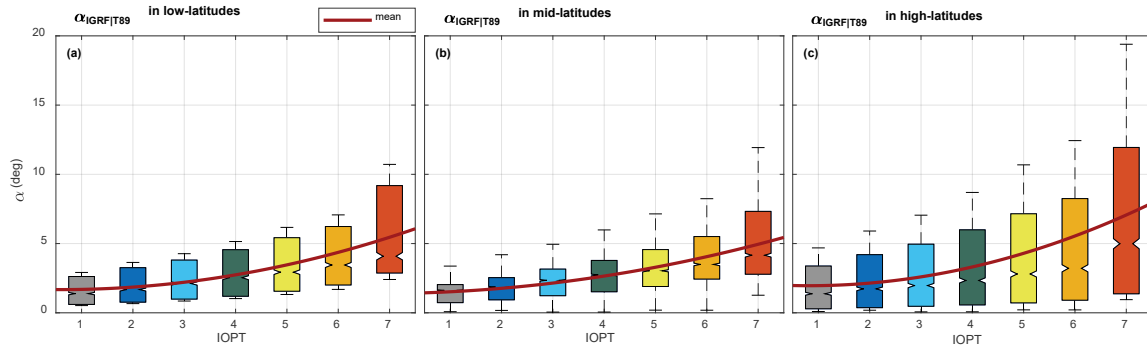 α_IGRF|T89 in low-latitudes
mean
α_IGRF|T89 in mid-latitudes
α_IGRF|T89 in high-latitudes
(a)
(b)
(c)
20
15
10
5
0
α (deg)
1 2 3 4 5 6 7
1 2 3 4 5 6 7
1 2 3 4 5 6 7
IOPT
IOPT
IOPT